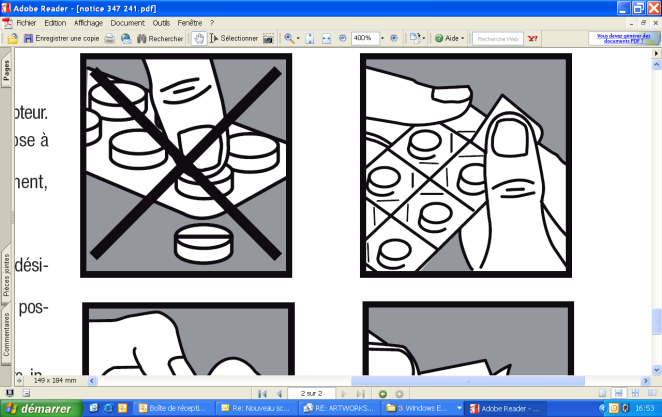 Adobe Reader - [notice 347 241.pdf]
Fichier Edition Affichage Document Outils Fenêtre ?
Enregistrer une copie Rechercher Sélectionner 400% Aide Recherche Web Y!
Vous devez générer des documents PDF ?
Pages
pteur.
ose à
nent,
dési-
pos-
Pièces jointes
Commentaires
149 x 184 mm
2 sur 2
démarrer
Boîte de récepti...
Re: Nouveau sc...
RE: ARTWORKS...
3 Windows E...
Adobe Reader - ...
16:53